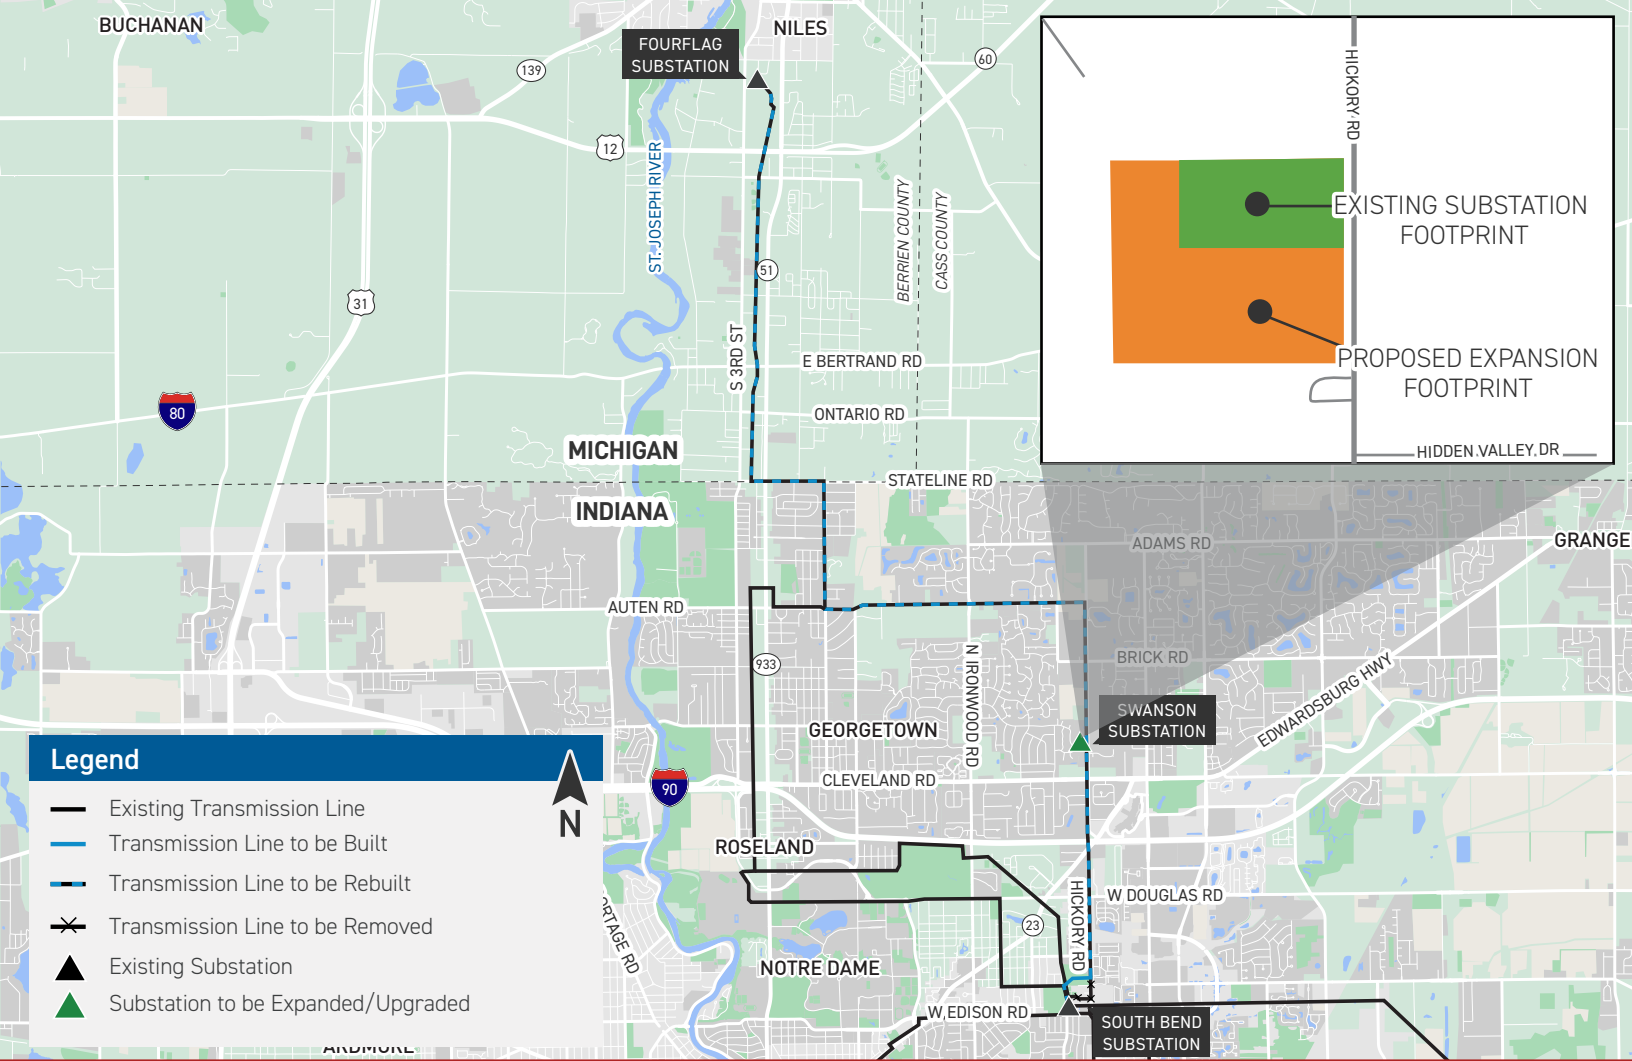 BUCHANAN
NILES
FOURFLAG
SUBSTATION
139
60
12
ST. JOSEPH RIVER
BERRIEN COUNTY
CASS COUNTY
51
31
S 3RD ST
E BERTRAND RD
80
ONTARIO RD
MICHIGAN
STATELINE RD
INDIANA
HICKORY RD
EXISTING SUBSTATION
FOOTPRINT
PROPOSED EXPANSION
FOOTPRINT
HIDDEN VALLEY DR
ADAMS RD
GRANGE
AUTEN RD
933
N IRONWOOD RD
BRICK RD
EDWARDSBURG HWY
SWANSON
SUBSTATION
GEORGETOWN
CLEVELAND RD
90
ROSELAND
HICKORY RD
W DOUGLAS RD
23
ORTAGE RD
NOTRE DAME
W EDISON RD
SOUTH BEND
SUBSTATION
ARDMORE
Legend
N
Existing Transmission Line
Transmission Line to be Built
Transmission Line to be Rebuilt
Transmission Line to be Removed
Existing Substation
Substation to be Expanded/Upgraded